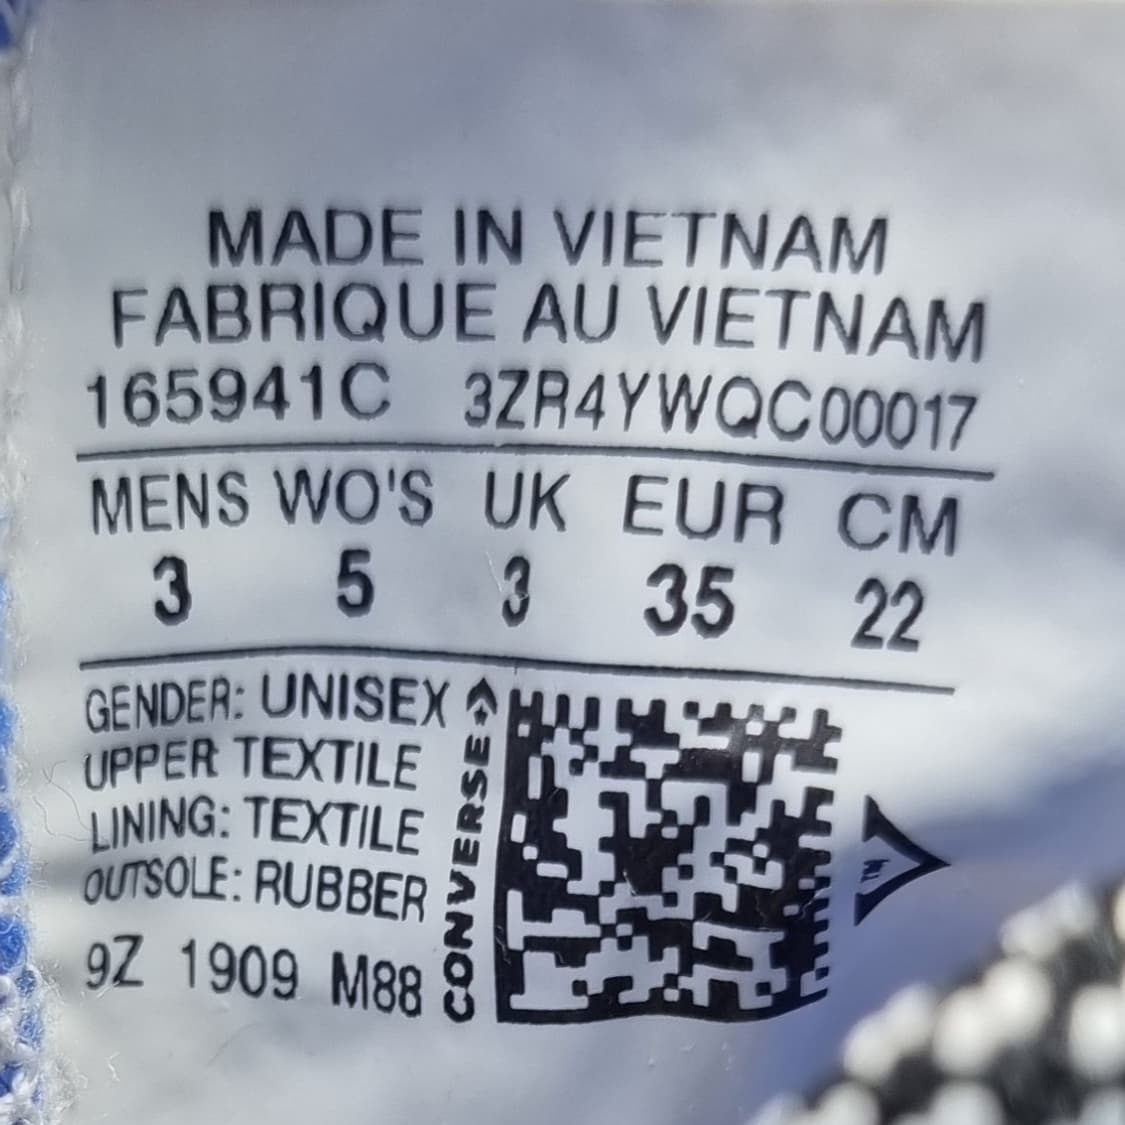 MADE IN VIETNAM
FABRIQUE AU VIETNAM
165941C 3ZR4YWQC00017
MENS WO'S UK EUR CM
3 5 3 35 22
GENDER: UNISEX
UPPER TEXTILE
LINING: TEXTILE
OUTSOLE: RUBBER
9Z 1909 M88
CONVERSE
TM